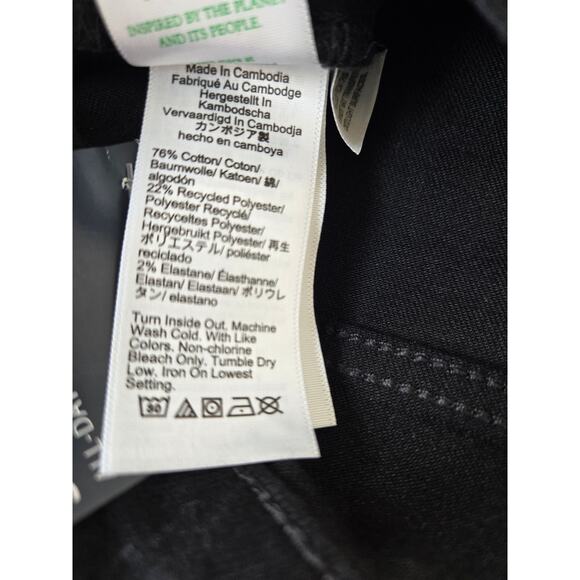 INSPIRED BY THE PLANET
AND ITS PEOPLE.
Made In Cambodia
Fabriqué Au Cambodge
Hergestellt In
Kambodscha
Vervaardigd In Cambodja
カンボジア製
hecho en camboya
76% Cotton/ Coton/
Baumwolle/ Katoen/ 綿/
algodón
22% Recycled Polyester/
Polyester Recyclé/
Recyceltes Polyester/
Hergebruikt Polyester/ 再生
ポリエステル/ poliéster
reciclado
2% Elastane/ Élasthanne/
Elastan/ Elastaan/ ポリウレ
タン/ elastano
Turn Inside Out. Machine
Wash Cold. With Like
Colors. Non-chlorine
Bleach Only. Tumble Dry
Low. Iron On Lowest
Setting.
30